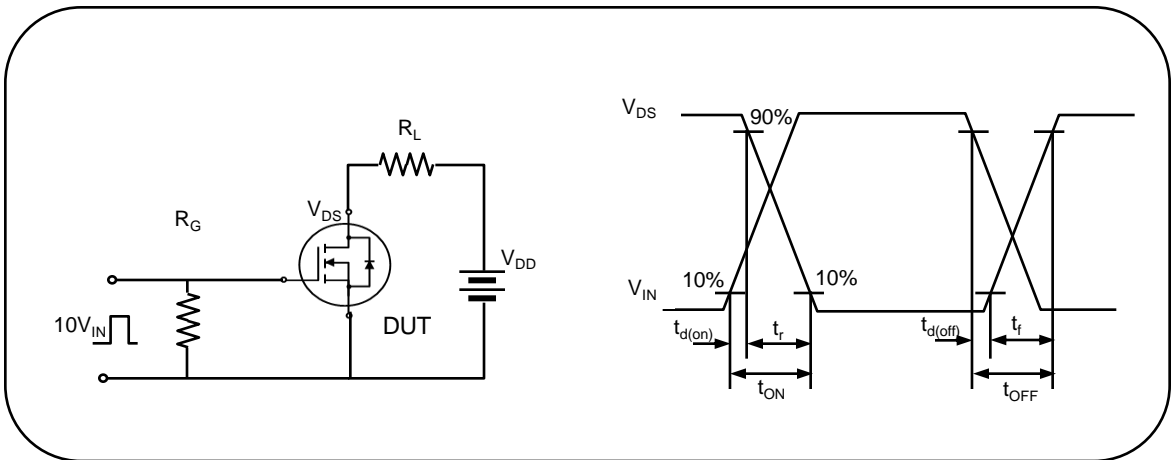 R_L
R_G
V_DS
V_DD
10V_IN
DUT
V_DS
90%
V_IN
10%
10%
t_d(on)
t_r
t_ON
t_d(off)
t_f
t_OFF